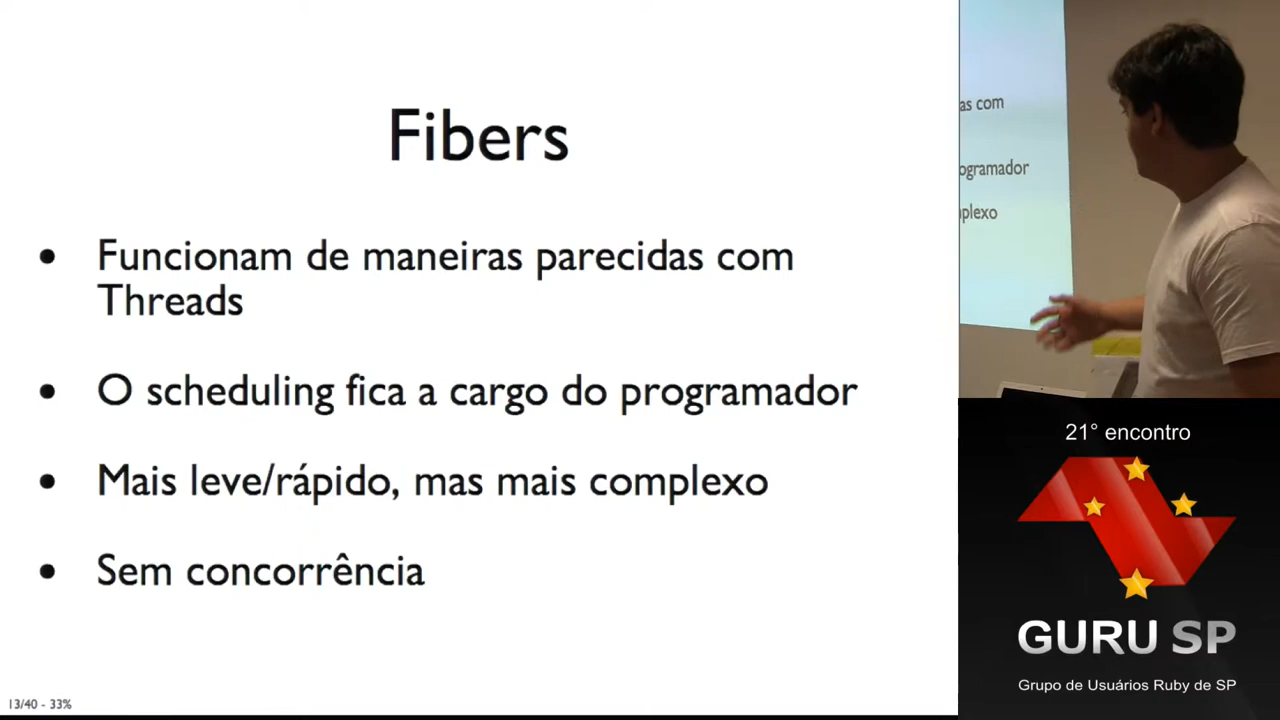 Fibers
• Funcionam de maneiras parecidas com
Threads
• O scheduling fica a cargo do programador
• Mais leve/rápido, mas mais complexo
• Sem concorrência
13/40 - 33%
as com
ogramador
plexo
21° encontro
GURU SP
Grupo de Usuários Ruby de SP